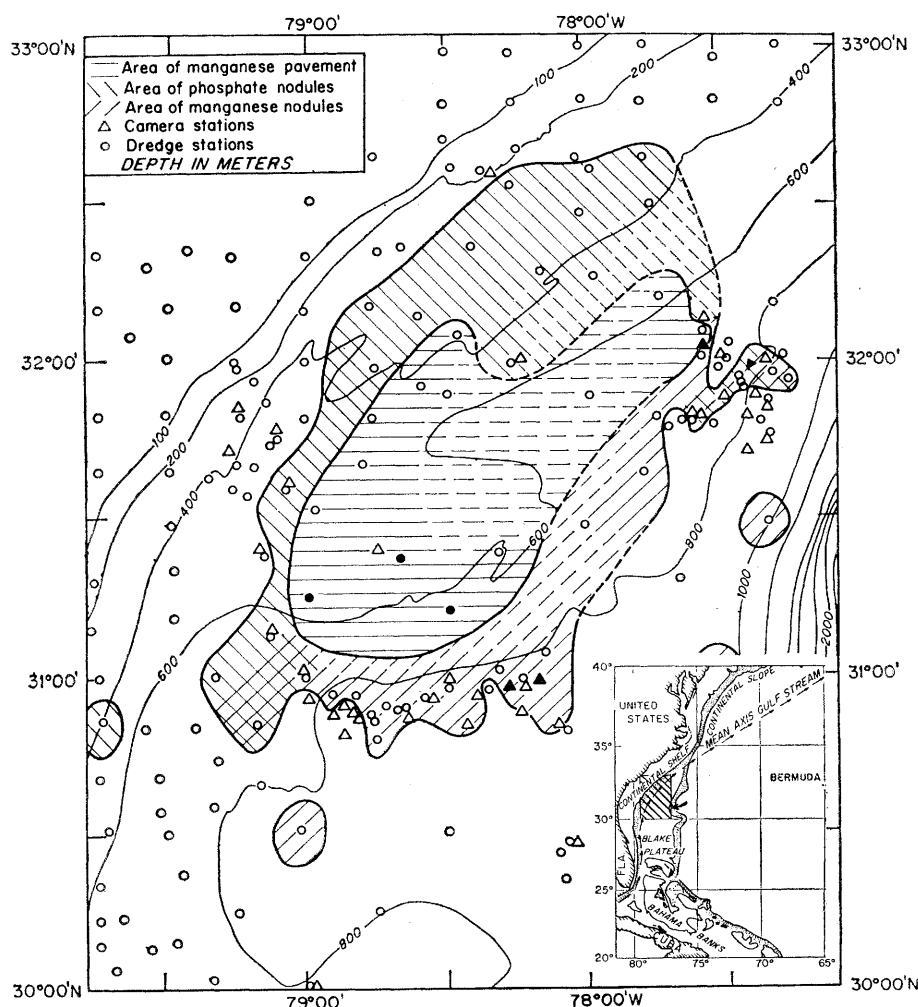 79°00'
78°00'W
33°00'N
33°00'N
Area of manganese pavement
Area of phosphate nodules
Area of manganese nodules
Camera stations
Dredge stations
DEPTH IN METERS
100
200
400
600
32°00'
32°00'
100
200
400
600
800
1000
2000
600
31°00'
31°00'
800
40°
UNITED
STATES
CONTINENTAL SLOPE
MEAN AXIS GULF STREAM
35°
CONTINENTAL SHELF
BERMUDA
30°
BLAKE
PLATEAU
FLA
25°
BAHAMA
BANKS
CUBA
20°
80°
75°
70°
65°
30°00'N
30°00'N
79°00'
78°00'W